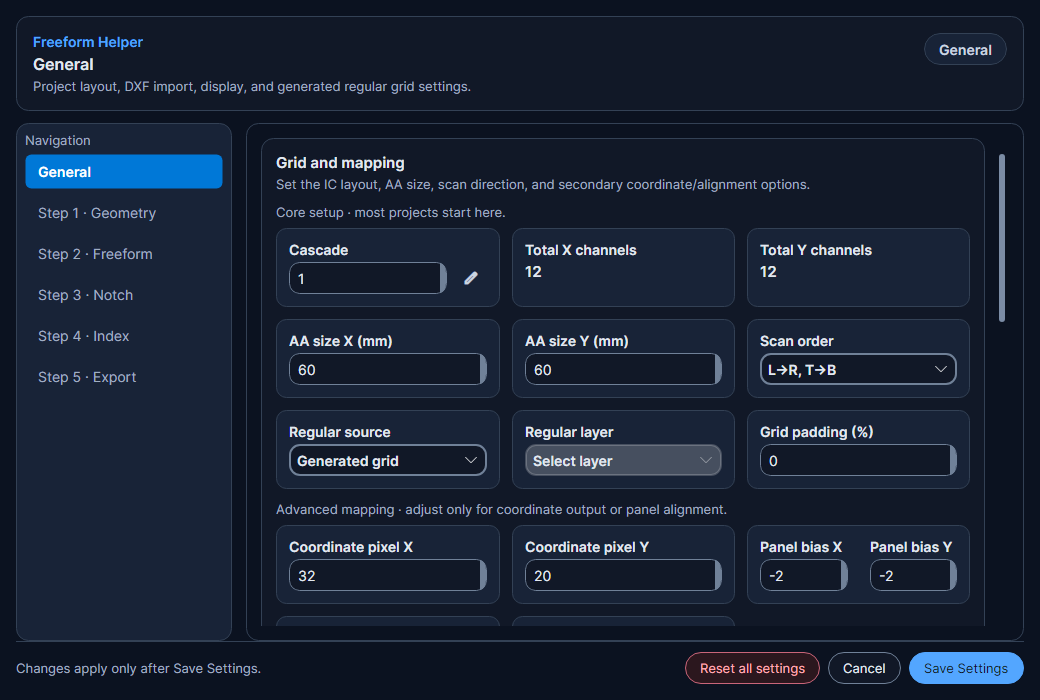 Freeform Helper
General
General
Project layout, DXF import, display, and generated regular grid settings.
Navigation
General
Step 1 · Geometry
Step 2 · Freeform
Step 3 · Notch
Step 4 · Index
Step 5 · Export
Grid and mapping
Set the IC layout, AA size, scan direction, and secondary coordinate/alignment options.
Core setup · most projects start here.
Cascade
1
Total X channels
12
Total Y channels
12
AA size X (mm)
60
AA size Y (mm)
60
Scan order
L→R, T→B
Regular source
Generated grid
Regular layer
Select layer
Grid padding (%)
0
Advanced mapping · adjust only for coordinate output or panel alignment.
Coordinate pixel X
32
Coordinate pixel Y
20
Panel bias X
-2
Panel bias Y
-2
Changes apply only after Save Settings.
Reset all settings
Cancel
Save Settings